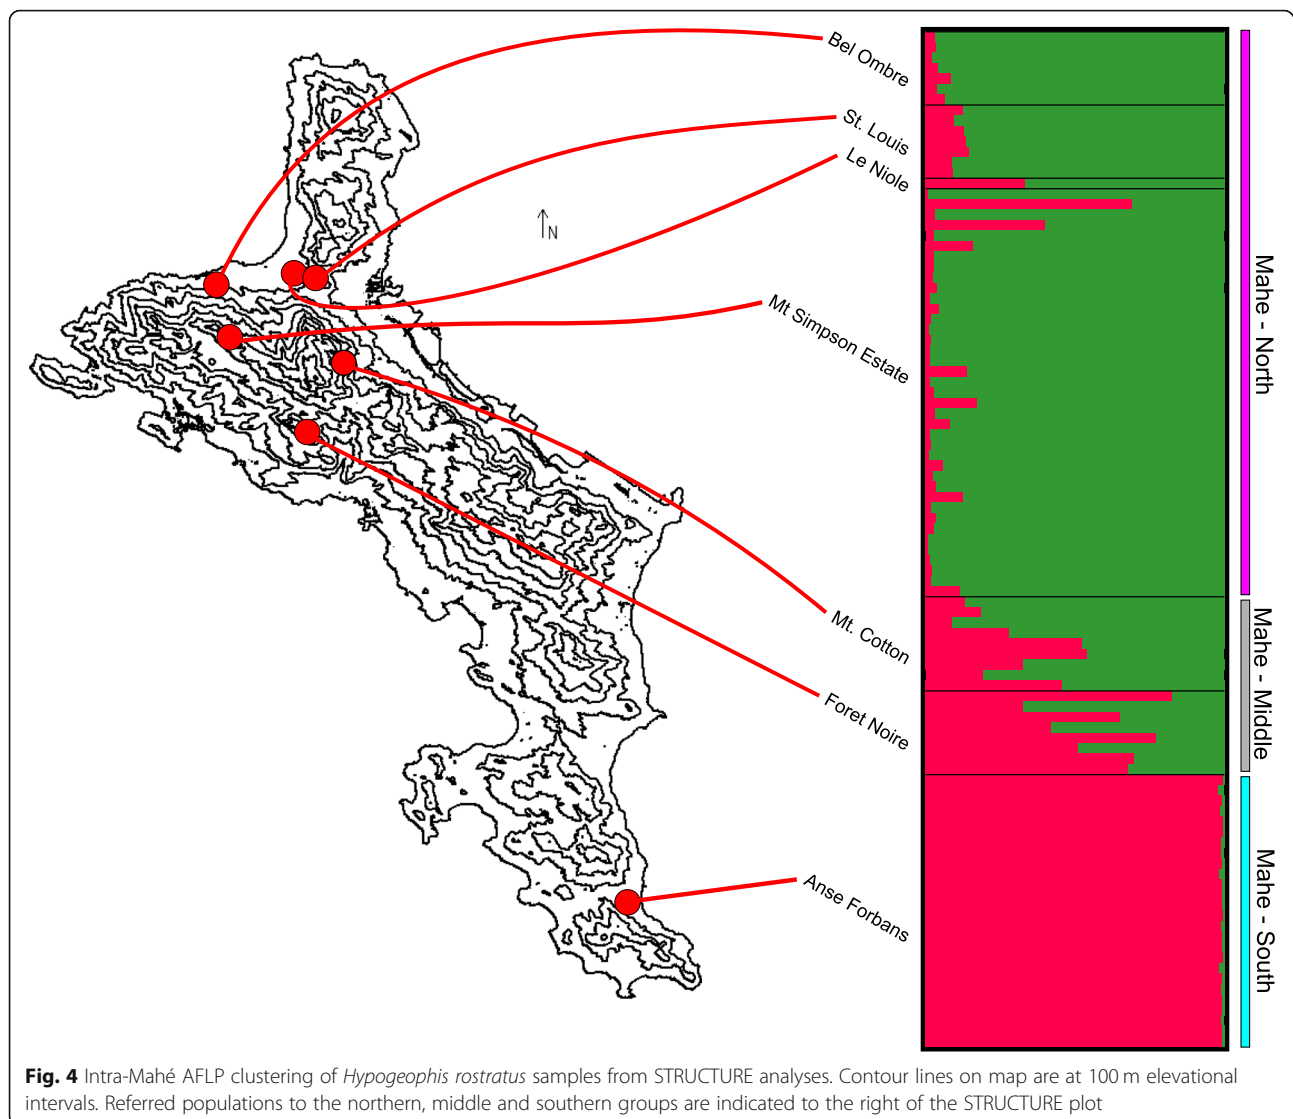 Bel Ombre
St. Louis
Le Niole
N
Mt Simpson Estate
Mt. Cotton
Foret Noire
Anse Forbans
Mahe - North
Mahe - Middle
Mahe - South
Fig. 4 Intra-Mahé AFLP clustering of Hypogeophis rostratus samples from STRUCTURE analyses. Contour lines on map are at 100 m elevational
intervals. Referred populations to the northern, middle and southern groups are indicated to the right of the STRUCTURE plot